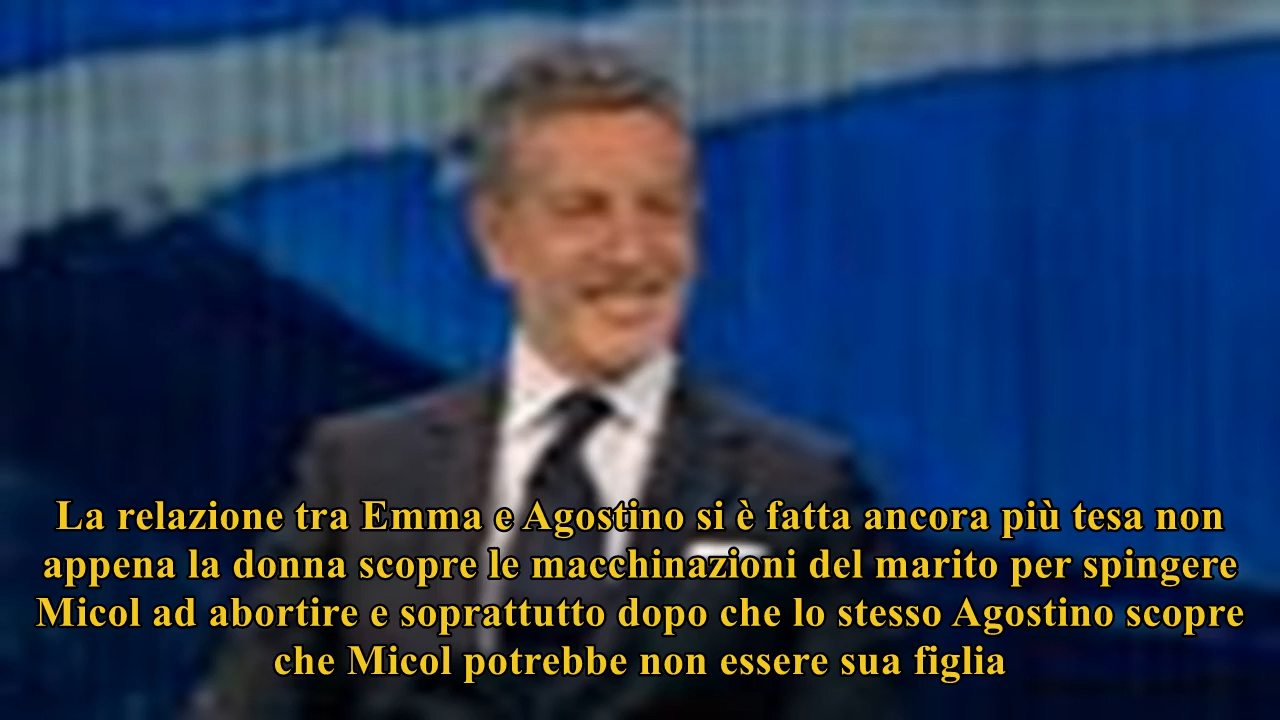 La relazione tra Emma e Agostino si è fatta ancora più tesa non
appena la donna scopre le macchinazioni del marito per spingere
Micol ad abortire e soprattutto dopo che lo stesso Agostino scopre
che Micol potrebbe non essere sua figlia